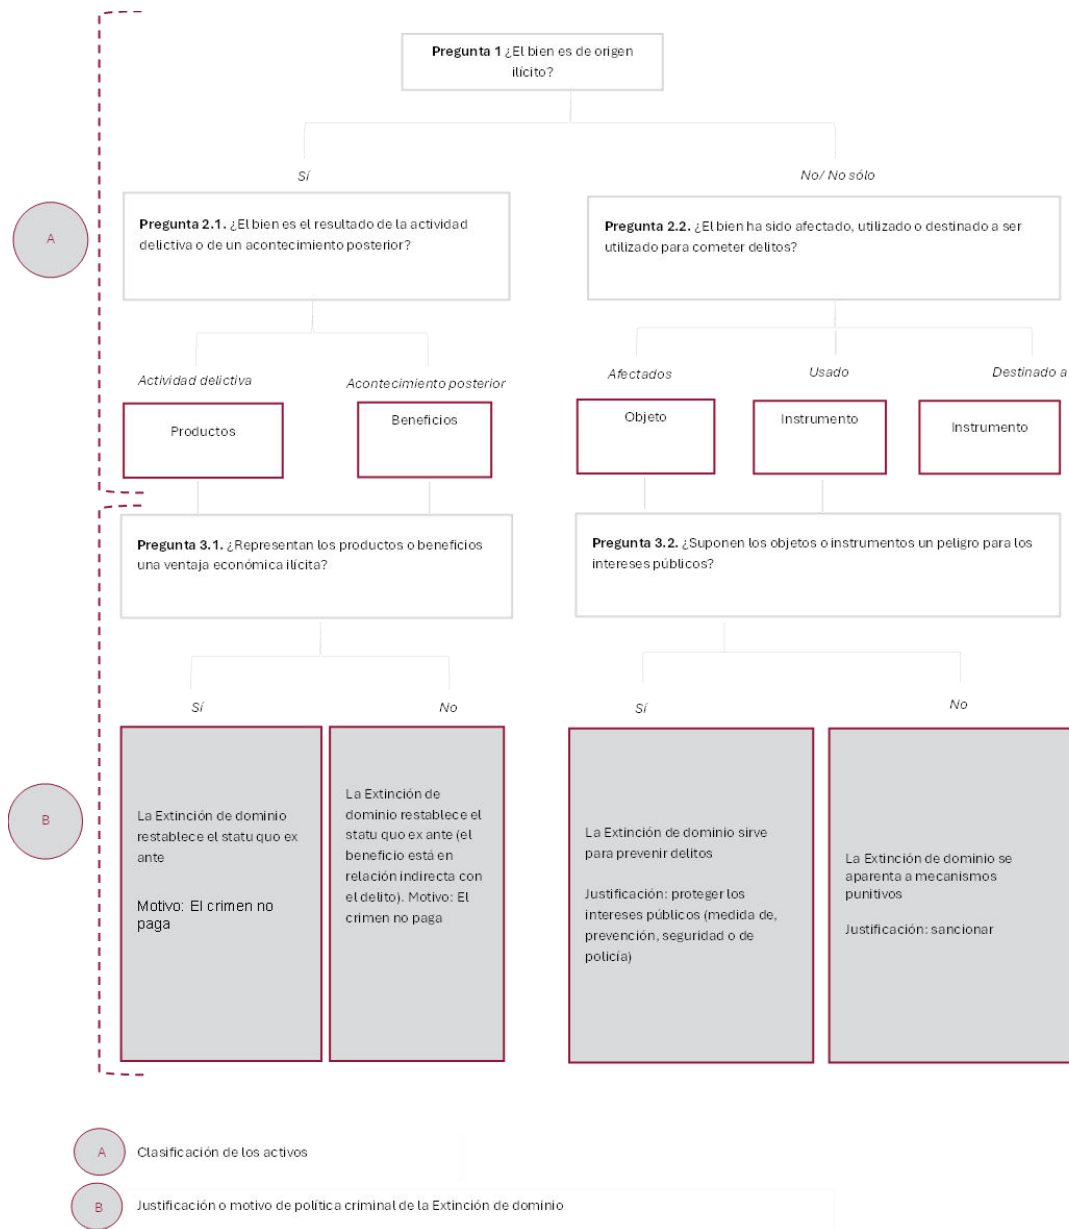 Pregunta 1 ¿El bien es de origen
ilícito?
Sí
No/ No sólo
A
Pregunta 2.1. ¿El bien es el resultado de la actividad
delictiva o de un acontecimiento posterior?
Pregunta 2.2. ¿El bien ha sido afectado, utilizado o destinado a ser
utilizado para cometer delitos?
Actividad delictiva
Acontecimiento posterior
Afectados
Usado
Destinado a
Productos
Beneficios
Objeto
Instrumento
Instrumento
Pregunta 3.1. ¿Representan los productos o beneficios
una ventaja económica ilícita?
Pregunta 3.2. ¿Suponen los objetos o instrumentos un peligro para los
intereses públicos?
Sí
No
Sí
No
B
La Extinción de dominio
restablece el statu quo ex
ante
Motivo: El crimen no
paga
La Extinción de
dominio restablece el
statu quo ex ante (el
beneficio está en
relación indirecta con
el delito). Motivo: El
crimen no paga
La Extinción de dominio sirve
para prevenir delitos
Justificación: proteger los
intereses públicos (medida de,
prevención, seguridad o de
policía)
La Extinción de dominio se
aparenta a mecanismos
punitivos
Justificación: sancionar
A
Clasificación de los activos
B
Justificación o motivo de política criminal de la Extinción de dominio